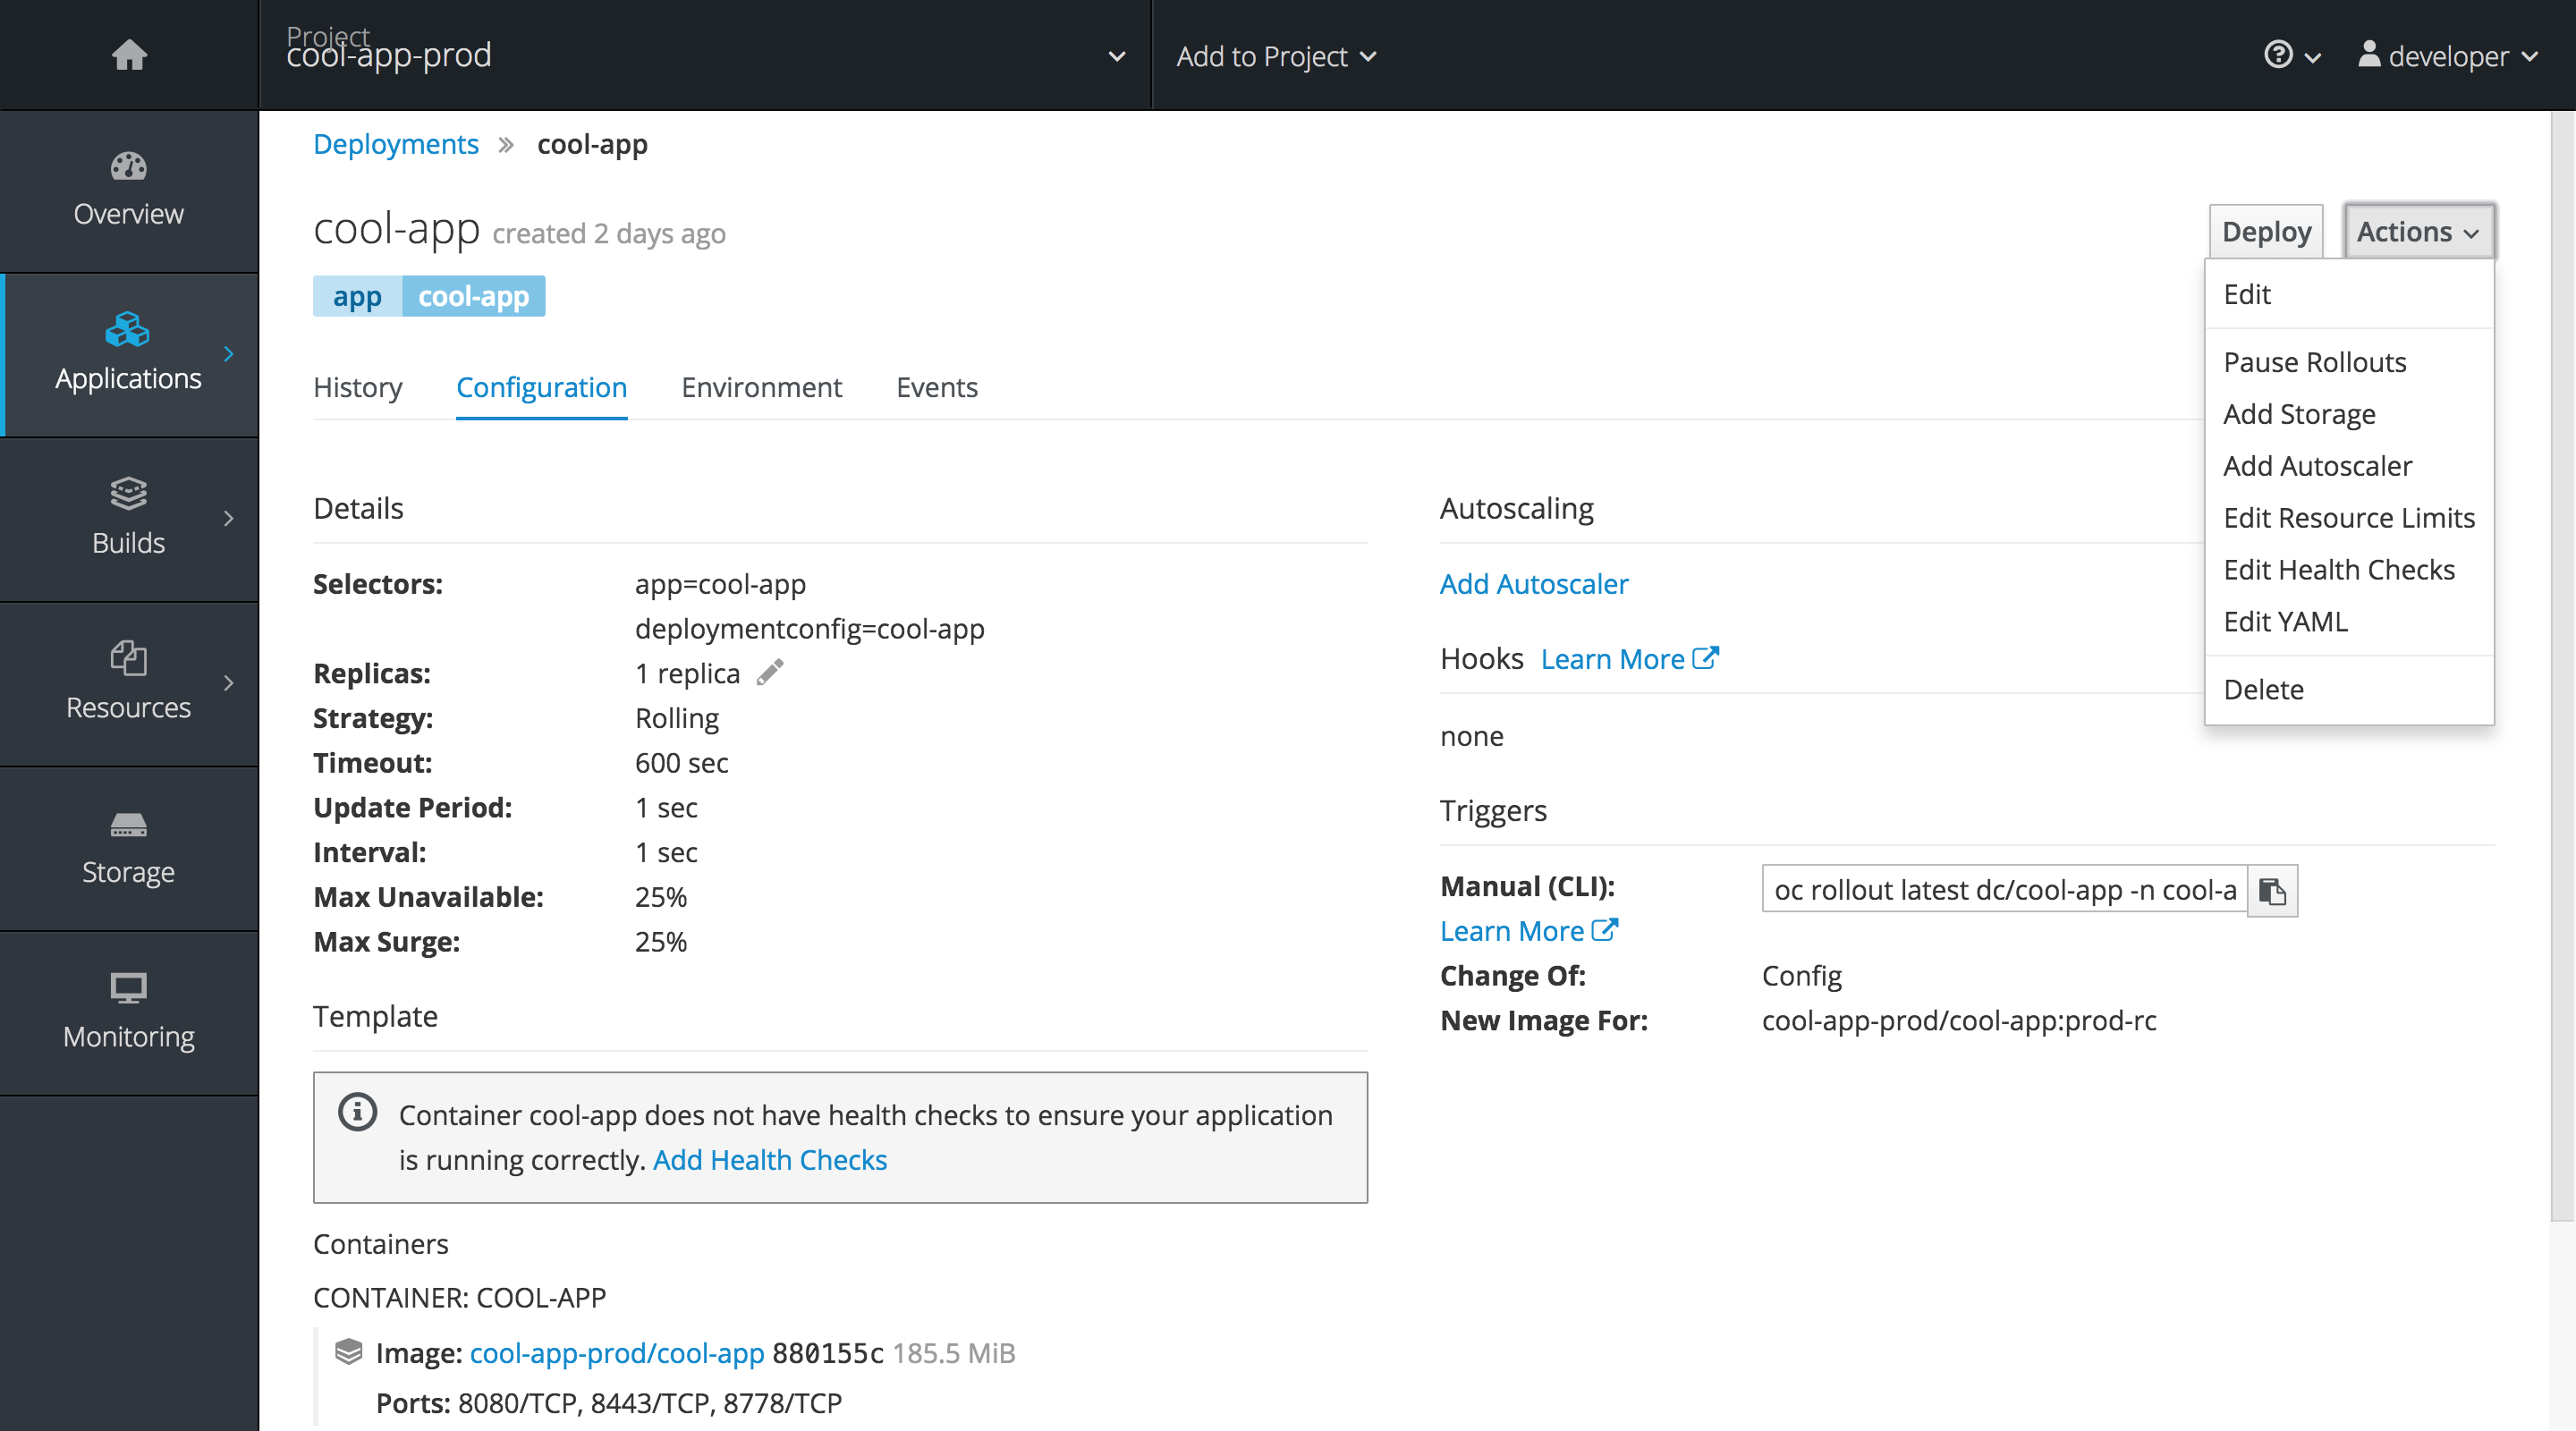 Project
cool-app-prod
Add to Project
developer
Overview
Applications
Builds
Resources
Storage
Monitoring
Deployments » cool-app
cool-app created 2 days ago
app cool-app
Deploy
Actions
Edit
Pause Rollouts
Add Storage
Add Autoscaler
Edit Resource Limits
Edit Health Checks
Edit YAML
Delete
History
Configuration
Environment
Events
Details
Selectors: app=cool-app
deploymentconfig=cool-app
Replicas: 1 replica
Strategy: Rolling
Timeout: 600 sec
Update Period: 1 sec
Interval: 1 sec
Max Unavailable: 25%
Max Surge: 25%
Template
Container cool-app does not have health checks to ensure your application
is running correctly. Add Health Checks
Containers
CONTAINER: COOL-APP
Image: cool-app-prod/cool-app 880155c 185.5 MiB
Ports: 8080/TCP, 8443/TCP, 8778/TCP
Autoscaling
Add Autoscaler
Hooks Learn More
none
Triggers
Manual (CLI): oc rollout latest dc/cool-app -n cool-a
Learn More
Change Of: Config
New Image For: cool-app-prod/cool-app:prod-rc